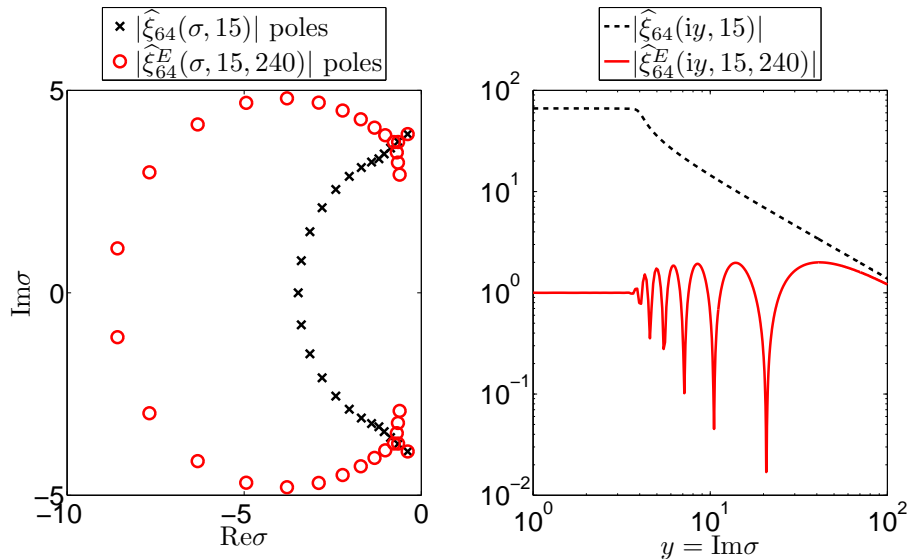 |ξ̂₆₄(σ, 15)| poles
|ξ̂ᴱ₆₄(σ, 15, 240)| poles
5
0
−5
Imσ
−10
−5
0
Reσ
|ξ̂₆₄(iy, 15)|
|ξ̂ᴱ₆₄(iy, 15, 240)|
10²
10¹
10⁰
10⁻¹
10⁻²
10⁰
10¹
10²
y = Imσ